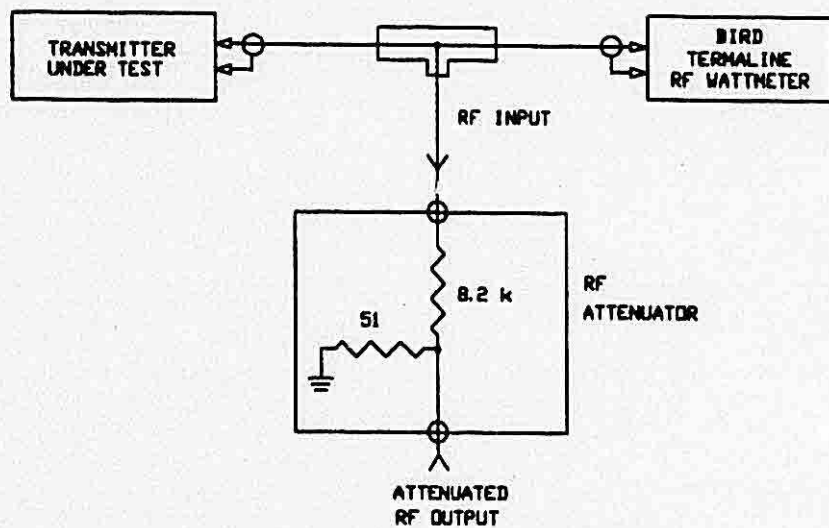 TRANSMITTER
UNDER TEST
BIRD
TERMALINE
RF WATTMETER
RF INPUT
8.2 k
51
RF
ATTENUATOR
ATTENUATED
RF OUTPUT